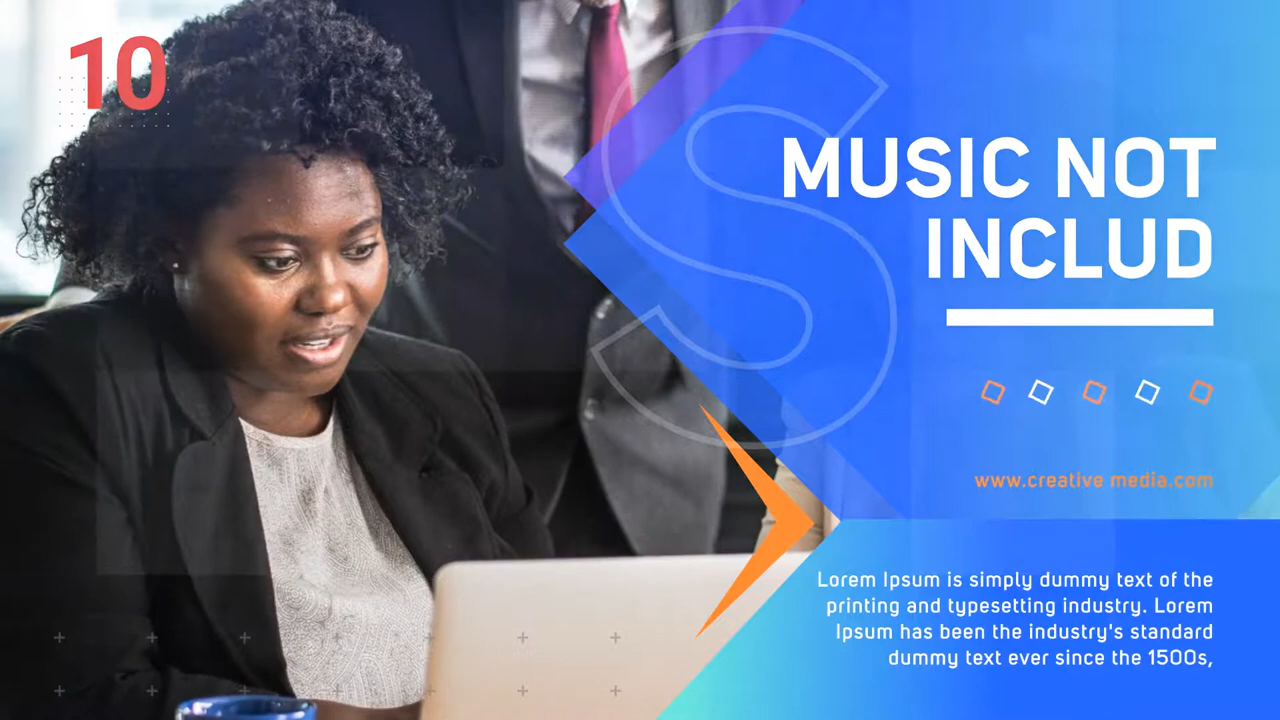 10
S
MUSIC NOT
INCLUD
www.creative media.com
Lorem Ipsum is simply dummy text of the
printing and typesetting industry. Lorem
Ipsum has been the industry's standard
dummy text ever since the 1500s,